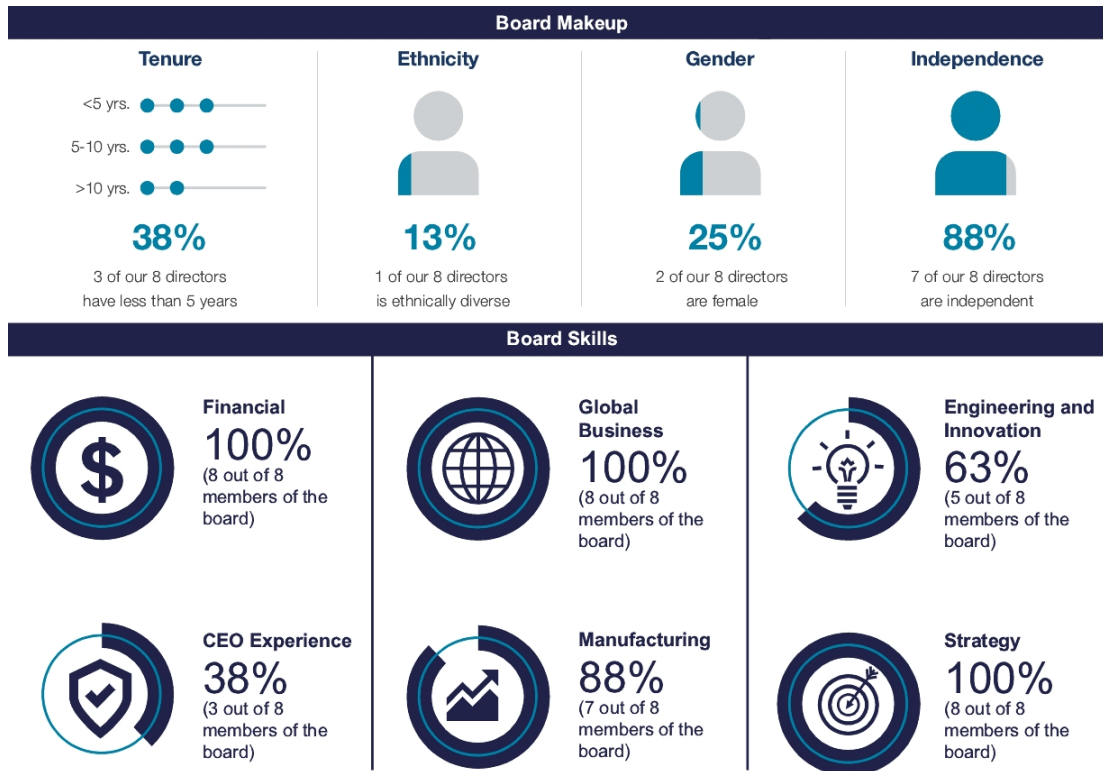 Board Makeup
Tenure
<5 yrs.
5-10 yrs.
>10 yrs.
38%
3 of our 8 directors
have less than 5 years
Ethnicity
13%
1 of our 8 directors
is ethnically diverse
Gender
25%
2 of our 8 directors
are female
Independence
88%
7 of our 8 directors
are independent
Board Skills
$
Financial
100%
(8 out of 8
members of the
board)
Global
Business
100%
(8 out of 8
members of the
board)
Engineering and
Innovation
63%
(5 out of 8
members of the
board)
CEO Experience
38%
(3 out of 8
members of the
board)
Manufacturing
88%
(7 out of 8
members of the
board)
Strategy
100%
(8 out of 8
members of the
board)